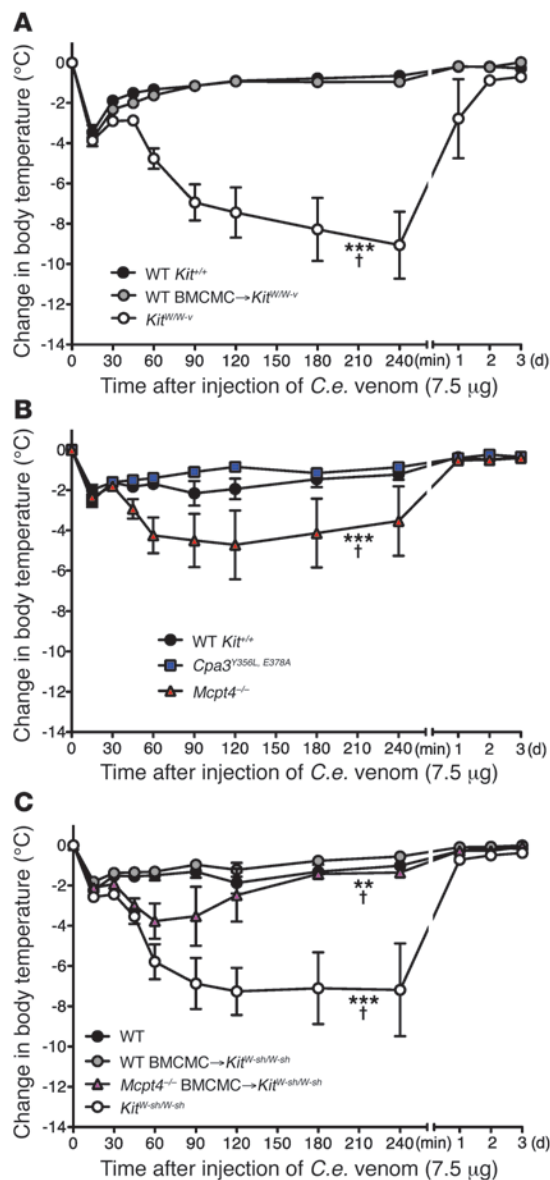 A
Change in body temperature (°C)
0
-2
-4
-6
-8
-10
-12
-14
***
†
WT Kit+/+
WT BMCMC→KitW/W-v
KitW/W-v
0 30 60 90 120 150 180 210 240 (min) 1 2 3 (d)
Time after injection of C.e. venom (7.5 μg)
B
Change in body temperature (°C)
0
-2
-4
-6
-8
-10
-12
-14
***
†
WT Kit+/+
Cpa3Y356L, E378A
Mcpt4–/–
0 30 60 90 120 150 180 210 240 (min) 1 2 3 (d)
Time after injection of C.e. venom (7.5 μg)
C
Change in body temperature (°C)
0
-2
-4
-6
-8
-10
-12
-14
**
†
***
†
WT
WT BMCMC→KitW-sh/W-sh
Mcpt4–/– BMCMC→KitW-sh/W-sh
KitW-sh/W-sh
0 30 60 90 120 150 180 210 240 (min) 1 2 3 (d)
Time after injection of C.e. venom (7.5 μg)